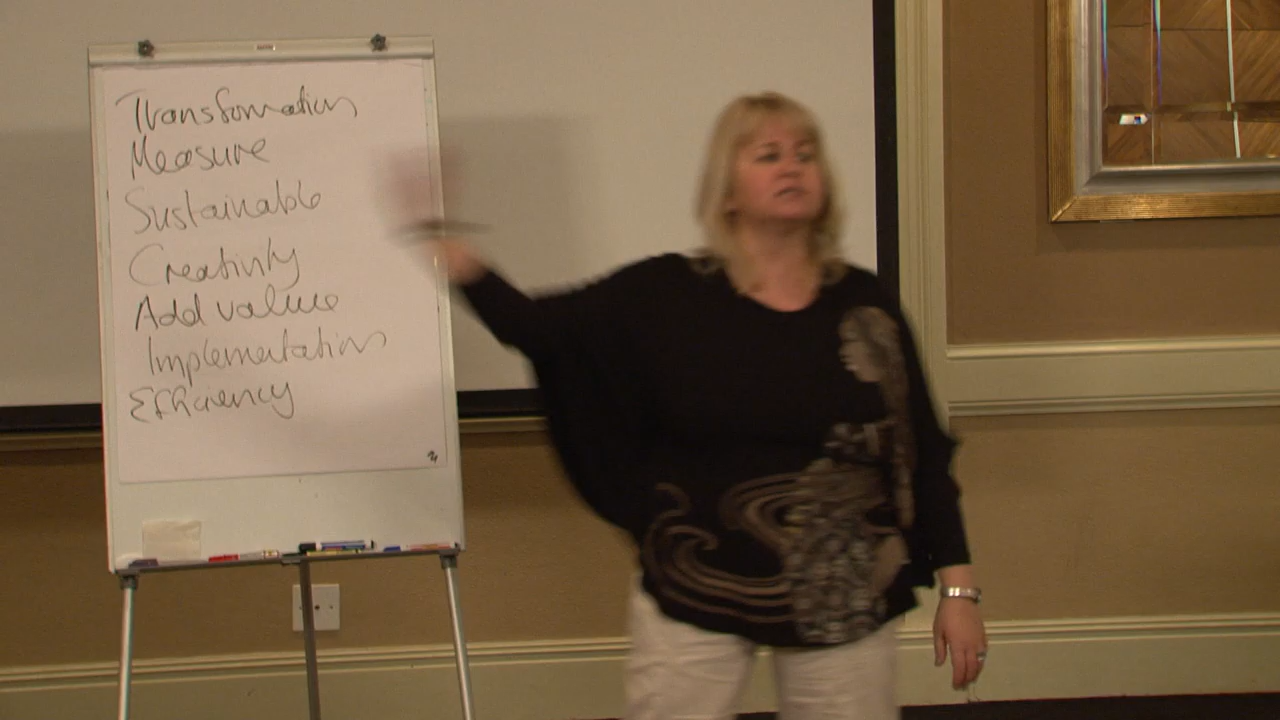 Transformation
Measure
Sustainable
Creativity
Add value
Implementation
Efficiency